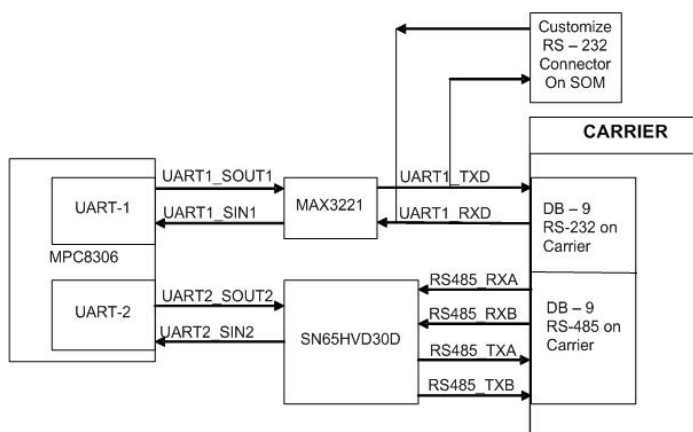 Customize
RS – 232
Connector
On SOM
CARRIER
UART1_SOUT1
UART1_TXD
UART-1
MAX3221
UART1_SIN1
UART1_RXD
DB – 9
RS-232 on
Carrier
MPC8306
UART-2
UART2_SOUT2
UART2_SIN2
SN65HVD30D
RS485_RXA
RS485_RXB
RS485_TXA
RS485_TXB
DB – 9
RS-485 on
Carrier